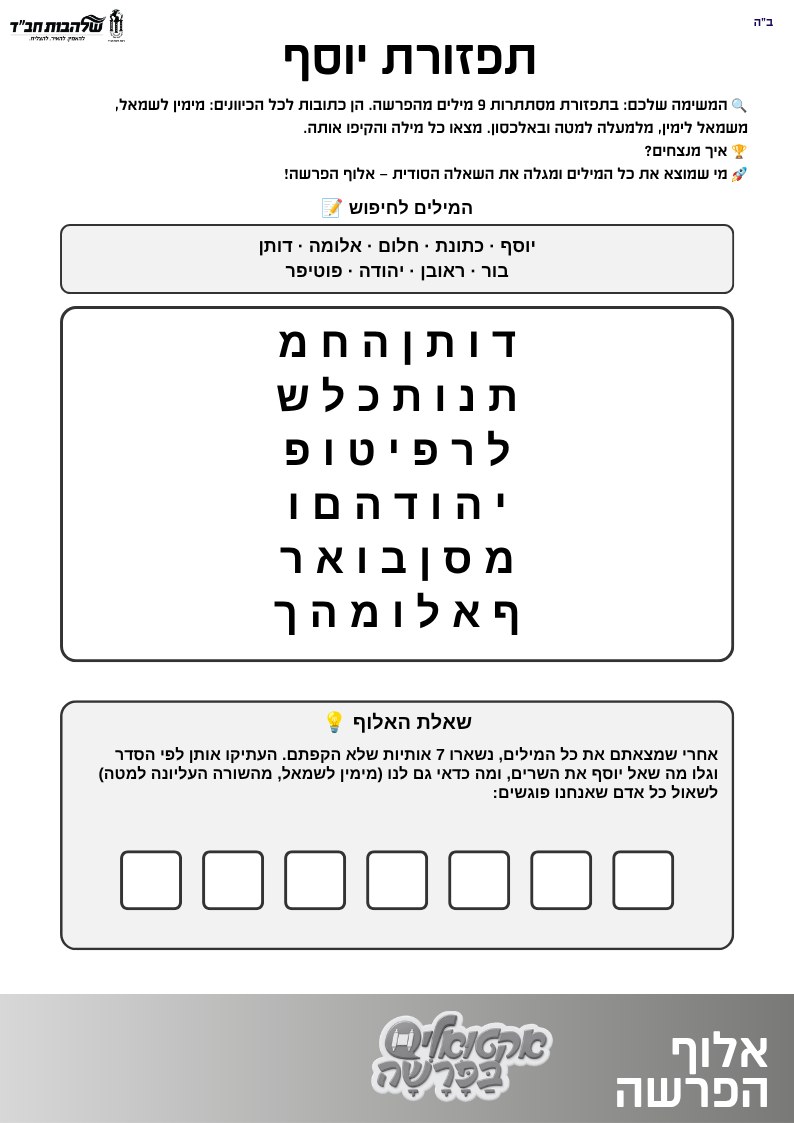 ב"ה
שלהבות חב"ד
להאמין. להאיר. להצליח.
תפזורת יוסף
🔍 המשימה שלכם: בתפזורת מסתתרות 9 מילים מהפרשה. הן כתובות לכל הכיוונים: מימין לשמאל,
משמאל לימין, מלמעלה למטה ובאלכסון. מצאו כל מילה והקיפו אותה.
🏆 איך מנצחים?
🚀 מי שמוצא את כל המילים ומגלה את השאלה הסודית – אלוף הפרשה!
המילים לחיפוש 📝
יוסף · כתונת · חלום · אלומה · דותן
בור · ראובן · יהודה · פוטיפר
ד ו ת ן ה ח מ
ת נ ו ת כ ל ש
ל ר פ י ט ו פ
י ה ו ד ה ם ו
מ ס ן ב ו א ר
ף א ל ו מ ה ך
שאלת האלוף 💡
אחרי שמצאתם את כל המילים, נשארו 7 אותיות שלא הקפתם. העתיקו אותן לפי הסדר
וגלו מה שאל יוסף את השרים, ומה כדאי גם לנו (מימין לשמאל, מהשורה העליונה למטה)
לשאול כל אדם שאנחנו פוגשים:
אקטואליים
בַּפָּרָשָׁה
אלוף
הפרשה